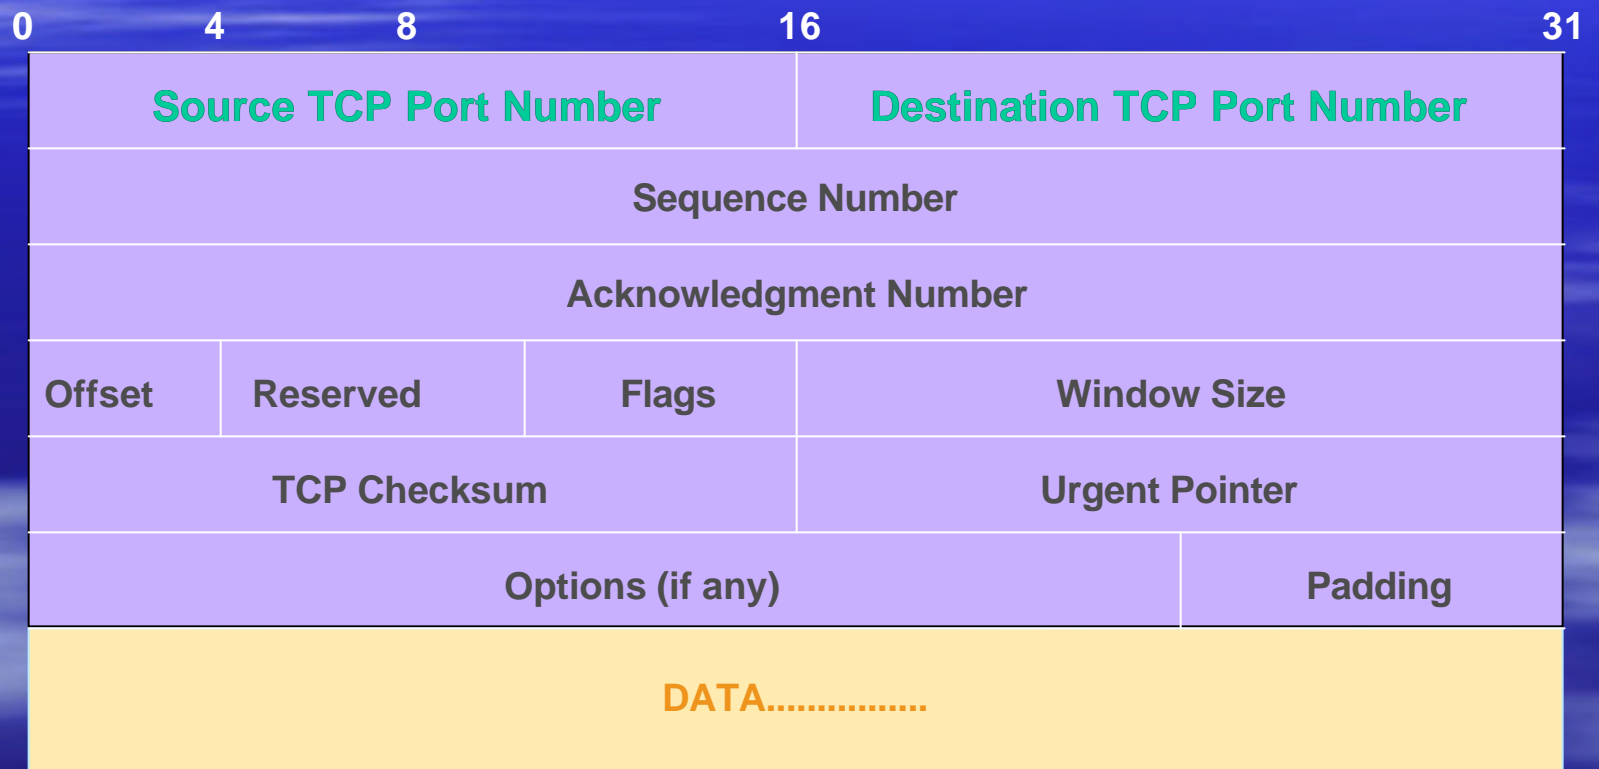 0 4 8 16 31
Source TCP Port Number Destination TCP Port Number
Sequence Number
Acknowledgment Number
Offset Reserved Flags Window Size
TCP Checksum Urgent Pointer
Options (if any) Padding
DATA................